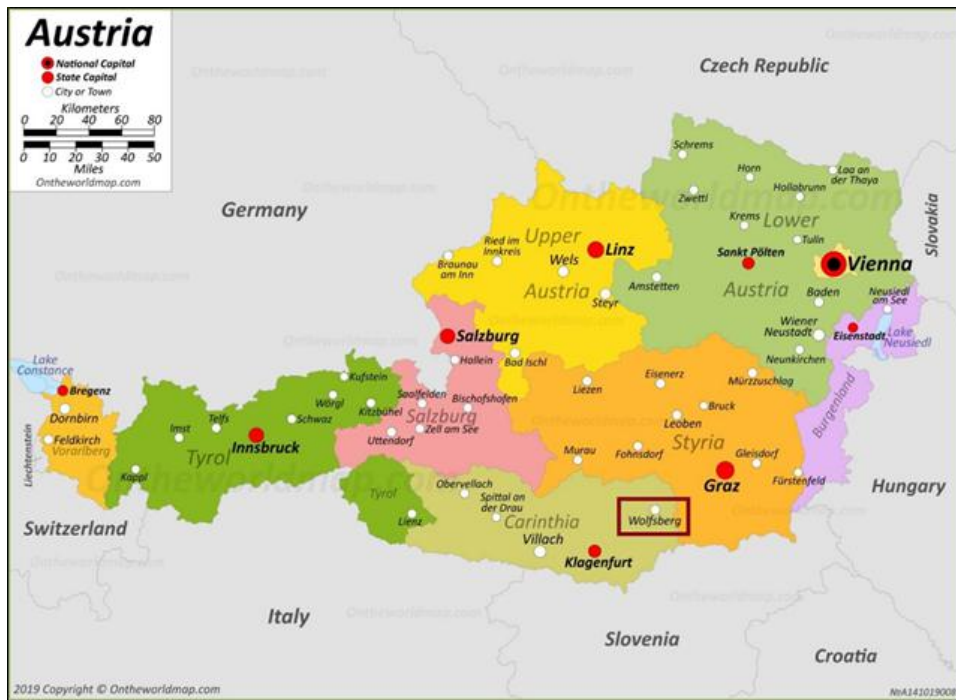 Austria
National Capital
State Capital
City or Town
Kilometers
0 20 40 60 80
0 10 20 30 40 50
Miles
Ontheworldmap.com
Ontheworldmap.com
Czech Republic
Germany
Slovakia
Schrems
Horn
Laa an
der Thaya
Zwettl
Hollabrunn
Ontheworldmap.com
Krems
Lower
Tulln
Upper
Linz
Sankt Pölten
Vienna
Ried im
Innkreis
Braunau
am Inn
Wels
Austria
Steyr
Amstetten
Austria
Baden
Neusiedl
am See
Wiener
Neustadt
Eisenstadt
Lake
Neusiedl
Salzburg
Hallein
Bad Ischl
Neunkirchen
Lake
Constance
Bregenz
Dornbirn
Feldkirch
Vorarlberg
Liechtenstein
Kufstein
Wörgl
Kitzbühel
Saalfelden
Bischofshofen
Salzburg
Zell am See
Uttendorf
Liezen
Eisenerz
Mürzzuschlag
Bruck
Leoben
Styria
Burgenland
Imst
Telfs
Schwaz
Tyrol
Innsbruck
Kappl
Murau
Fohnsdorf
Gleisdorf
Graz
Fürstenfeld
Hungary
Switzerland
Tyrol
Lienz
Obervellach
Spittal an
der Drau
Carinthia
Villach
Wolfsberg
Klagenfurt
Italy
Slovenia
Croatia
2019 Copyright © Ontheworldmap.com